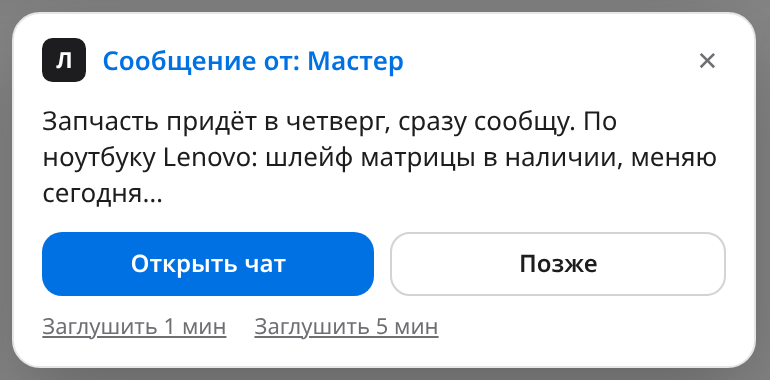 Л
Сообщение от: Мастер
×
Запчасть придёт в четверг, сразу сообщу. По
ноутбуку Lenovo: шлейф матрицы в наличии, меняю
сегодня...
Открыть чат
Позже
Заглушить 1 мин
Заглушить 5 мин